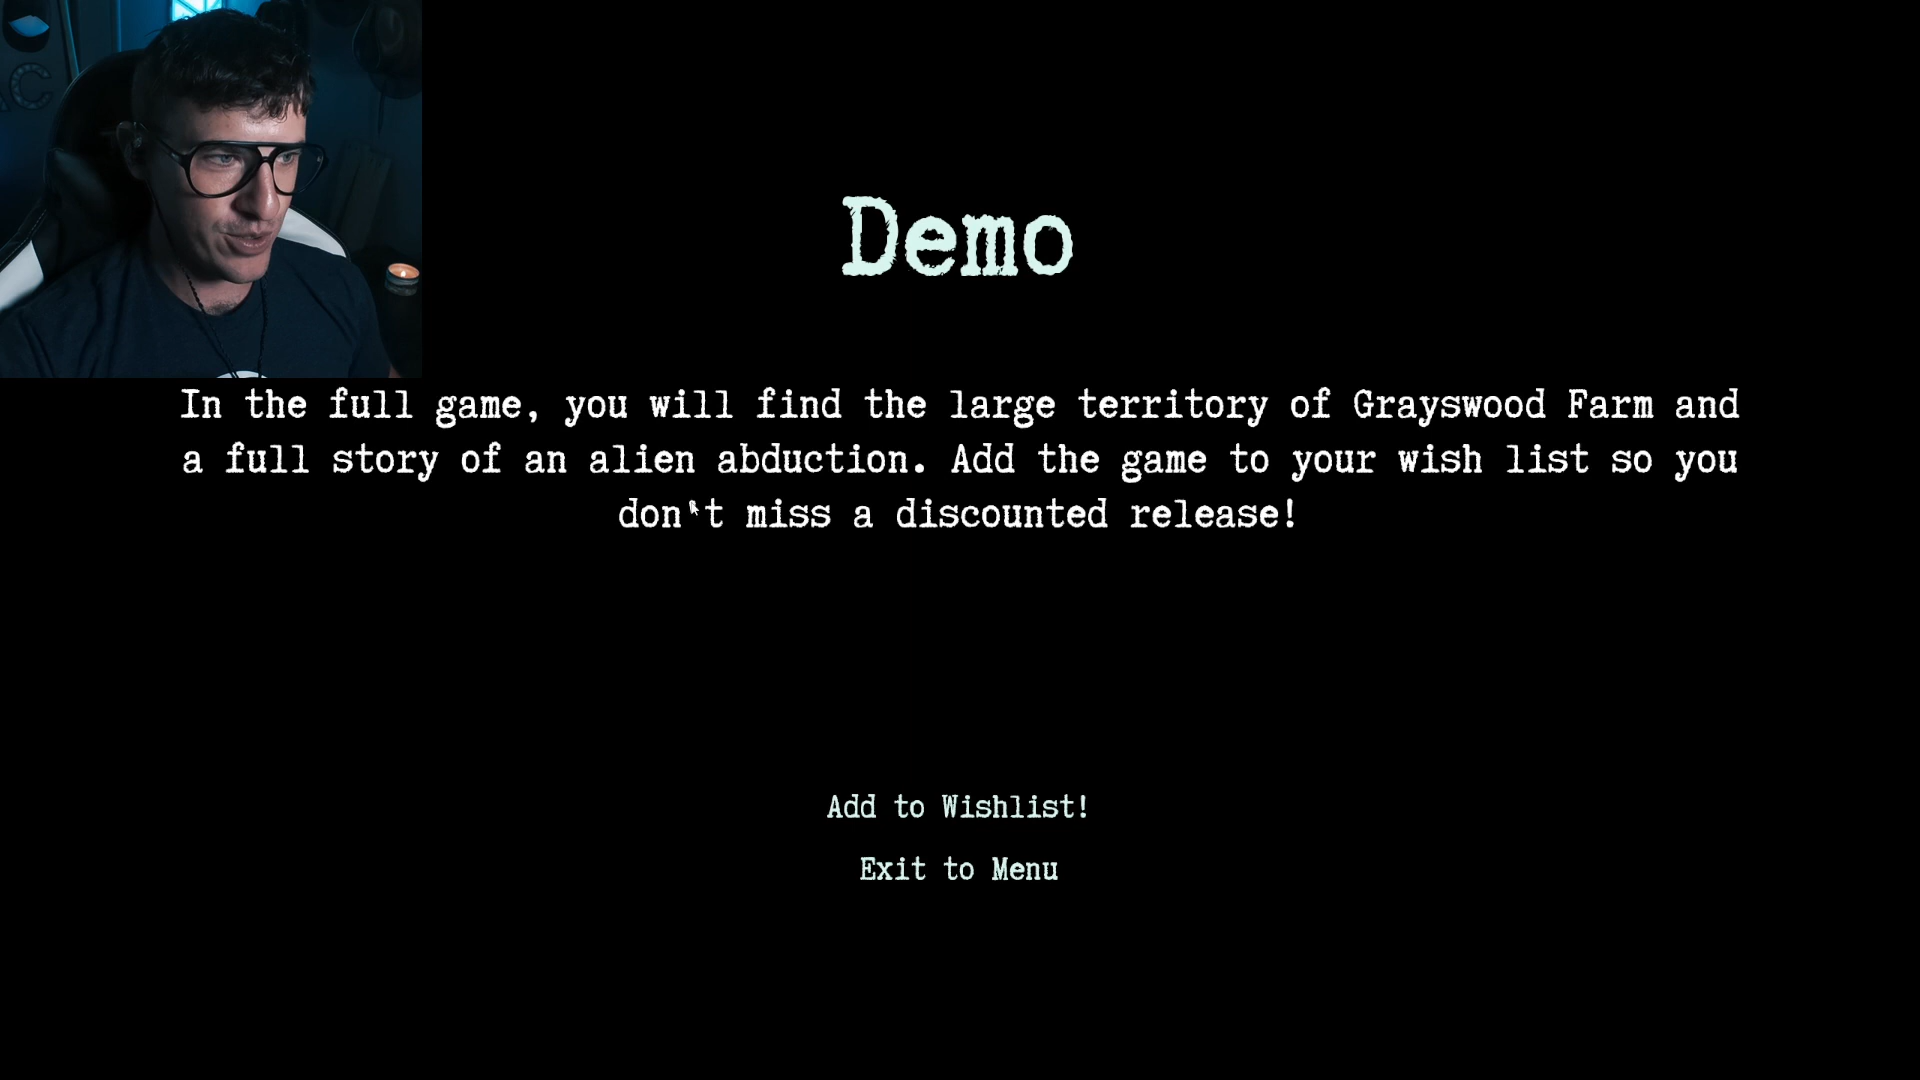 Demo
In the full game, you will find the large territory of Grayswood Farm and
a full story of an alien abduction. Add the game to your wish list so you
don't miss a discounted release!
Add to Wishlist!
Exit to Menu